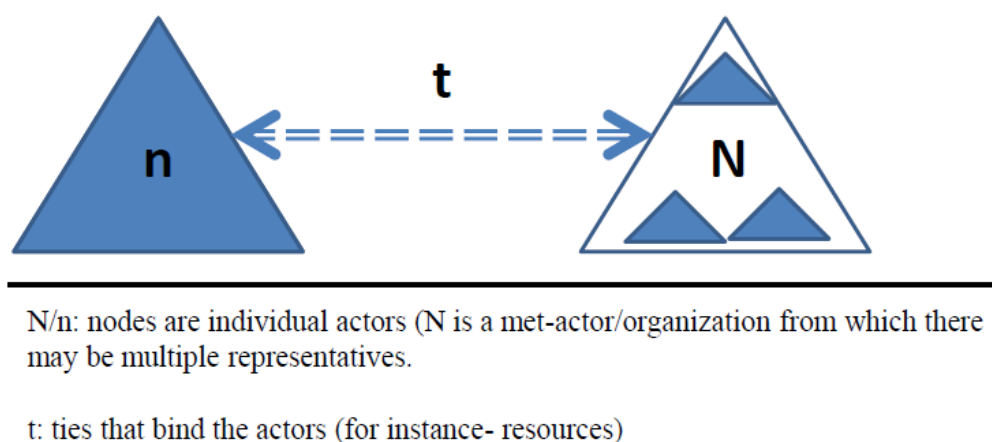 t
n
N
N/n: nodes are individual actors (N is a met-actor/organization from which there
may be multiple representatives.
t: ties that bind the actors (for instance- resources)